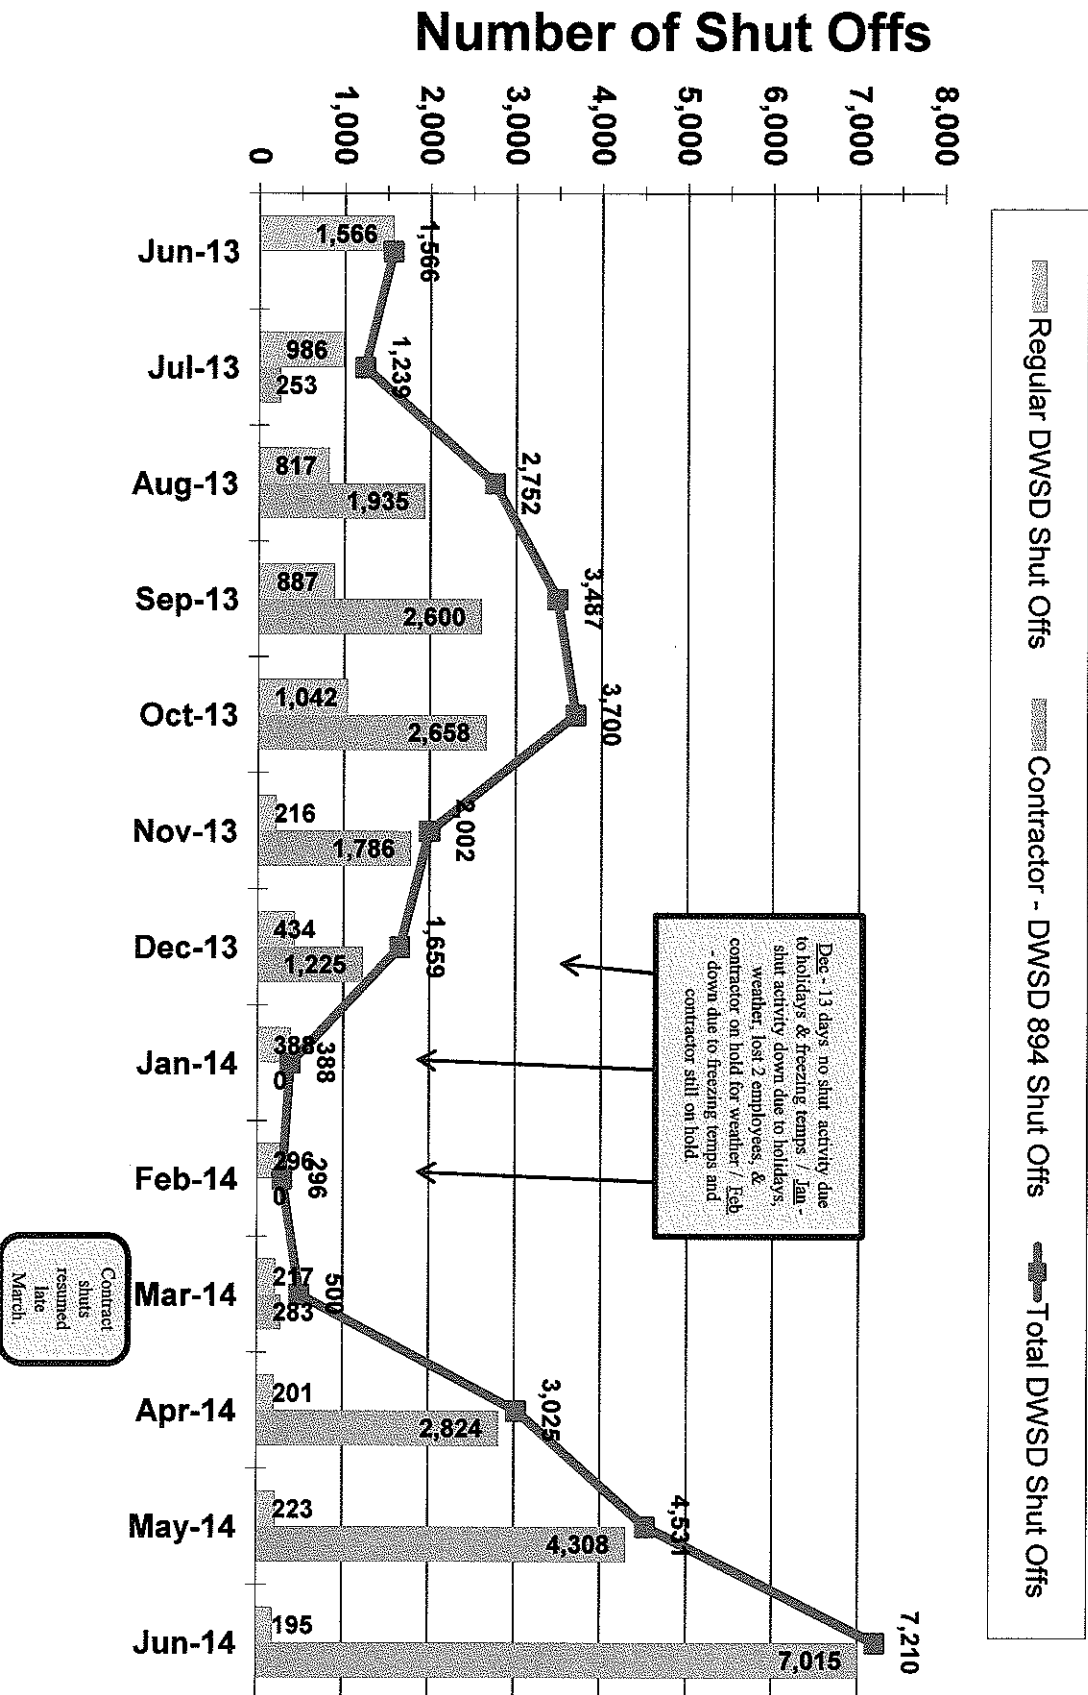 Number of Shut Offs
Regular DWSD Shut Offs
Contractor - DWSD 894 Shut Offs
Total DWSD Shut Offs
8,000
7,000
6,000
5,000
4,000
3,000
2,000
1,000
0
1,566
1,239
2,752
3,487
3,700
2,002
1,659
388
296
500
3,025
4,531
7,210
Dec - 13 days no shut activity due
to holidays & freezing temps / Jan -
shut activity down due to holidays,
weather, lost 2 employees, &
contractor on hold for weather / Feb
- down due to freezing temps and
contractor still on hold
1,566
986
253
817
1,935
887
2,600
1,042
2,658
216
1,786
434
1,225
388
0
296
0
217
283
201
2,824
223
4,308
195
7,015
Jun-13
Jul-13
Aug-13
Sep-13
Oct-13
Nov-13
Dec-13
Jan-14
Feb-14
Mar-14
Apr-14
May-14
Jun-14
Contract
shuts
resumed
late
March.